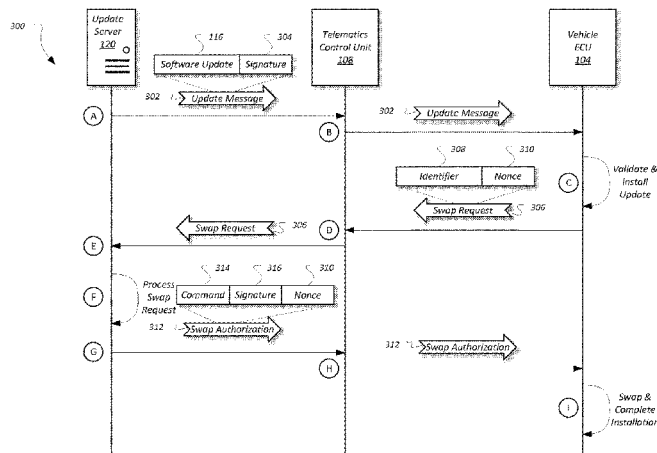 300
Update
Server
120
Telematics
Control Unit
108
Vehicle
ECU
104
116
304
Software Update
Signature
302
Update Message
A
302
Update Message
B
308
310
Identifier
Nonce
C
Validate &
Install
Update
Swap Request
306
D
Swap Request
306
E
314
316
310
Process
Swap
Request
F
Command
Signature
Nonce
312
Swap Authorization
G
312
Swap Authorization
H
I
Swap &
Complete
Installation